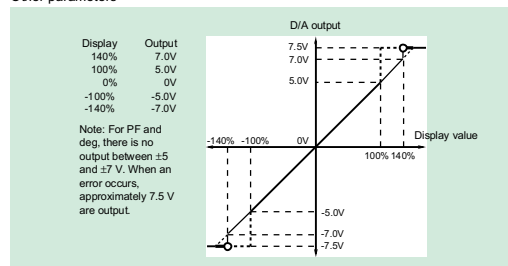 Other parameters
D/A output
Display Output
140% 7.0V
100% 5.0V
0% 0V
-100% -5.0V
-140% -7.0V
Note: For PF and
deg, there is no
output between ±5
and ±7 V. When an
error occurs,
approximately 7.5 V
are output.
7.5V
7.0V
5.0V
-140% -100% 0V
Display value
100% 140%
-5.0V
-7.0V
-7.5V